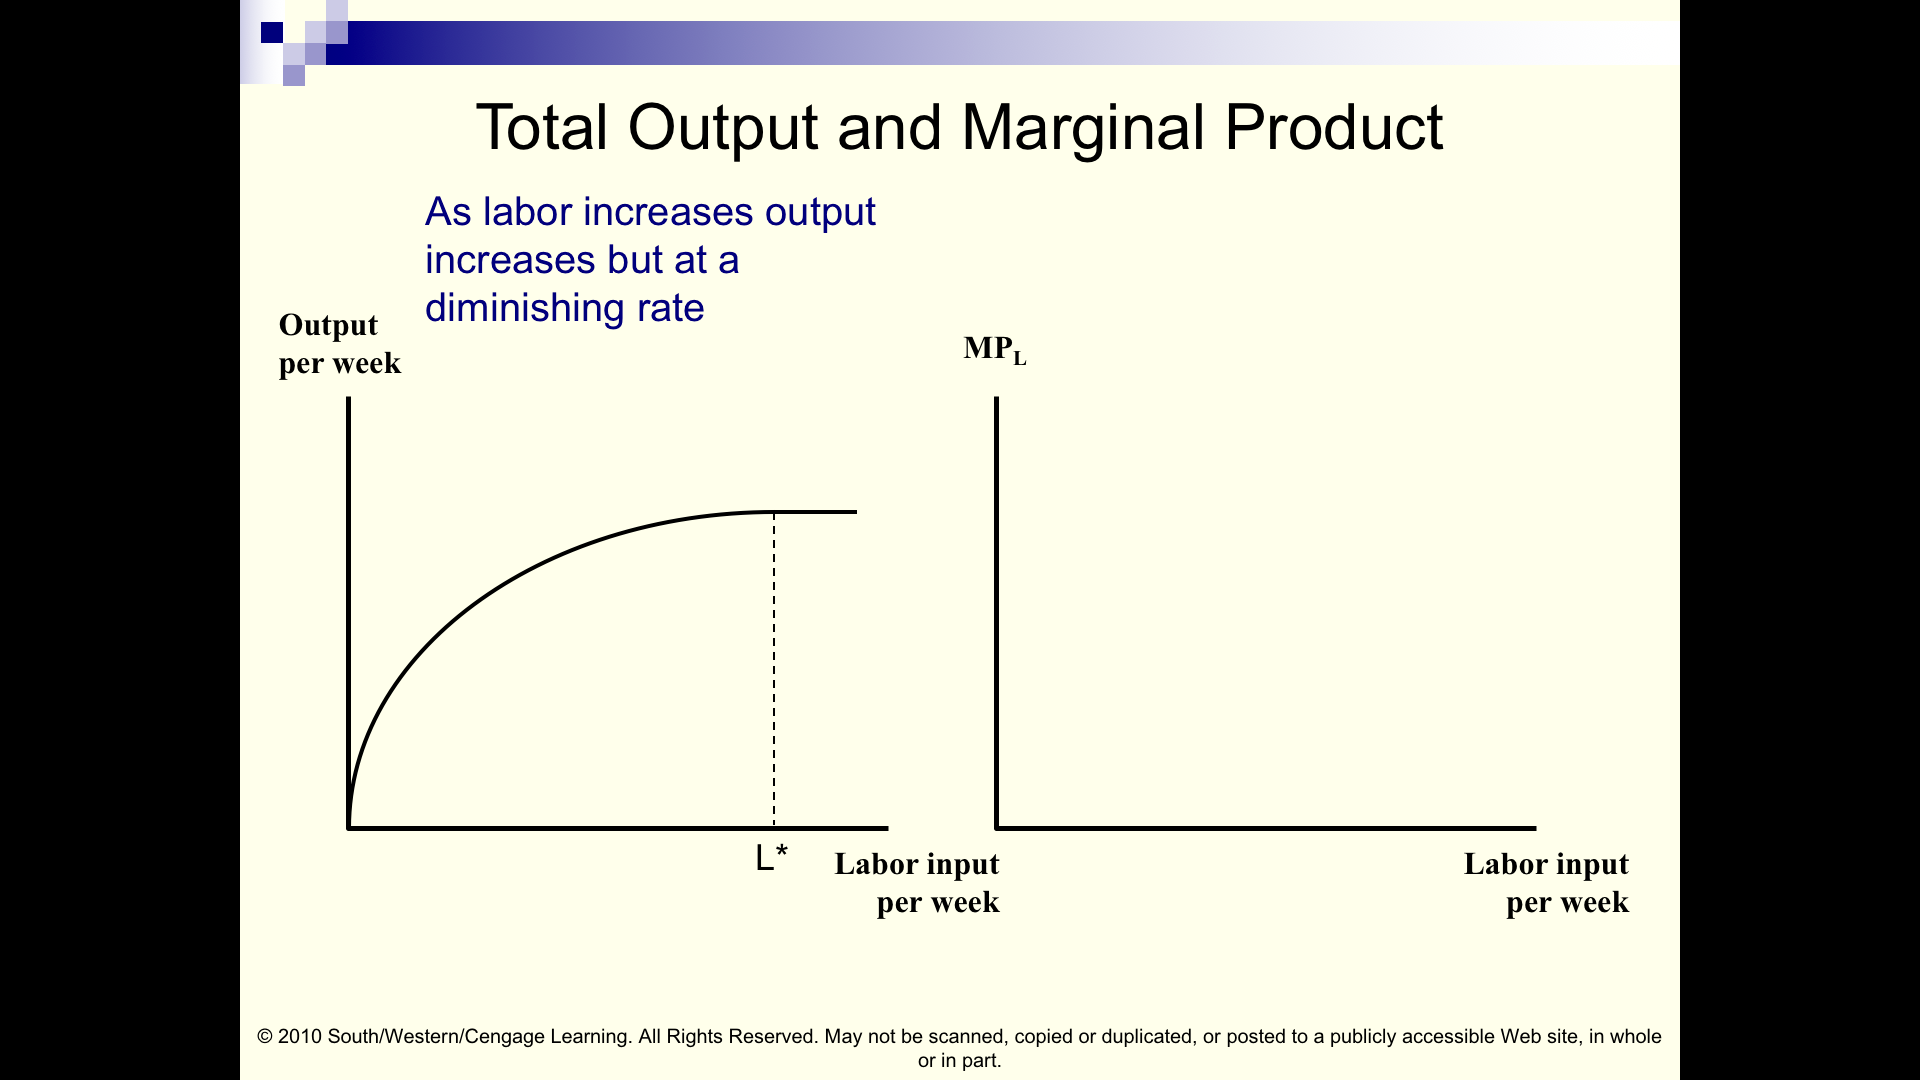 Total Output and Marginal Product
As labor increases output
increases but at a
diminishing rate
Output
per week
MPL
L*
Labor input
per week
Labor input
per week
© 2010 South/Western/Cengage Learning. All Rights Reserved. May not be scanned, copied or duplicated, or posted to a publicly accessible Web site, in whole
or in part.